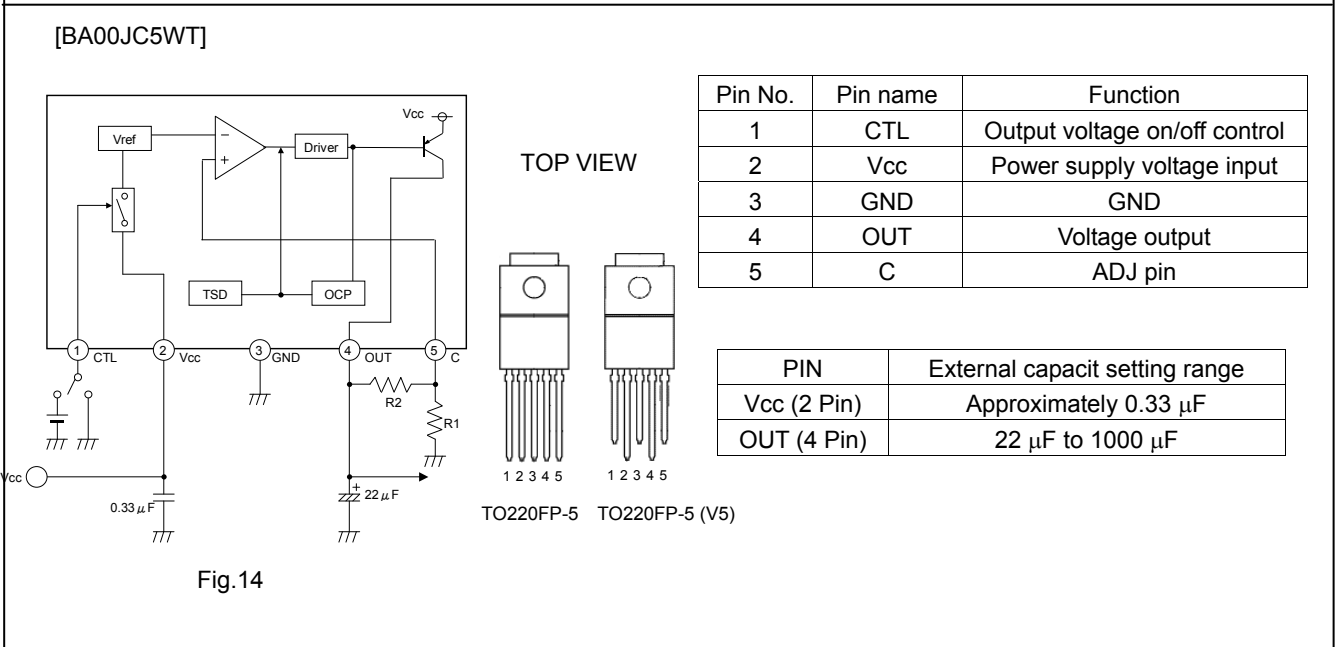 [BA00JC5WT]
Vcc
Vref
−
+
Driver
TSD
OCP
1 CTL
2 Vcc
3 GND
4 OUT
5 C
R2
R1
Vcc
0.33 μF
+
22 μF
Fig.14
TOP VIEW
1 2 3 4 5
1 2 3 4 5
TO220FP-5
TO220FP-5 (V5)
Pin No. Pin name Function
1 CTL Output voltage on/off control
2 Vcc Power supply voltage input
3 GND GND
4 OUT Voltage output
5 C ADJ pin
PIN External capacit setting range
Vcc (2 Pin) Approximately 0.33 μF
OUT (4 Pin) 22 μF to 1000 μF